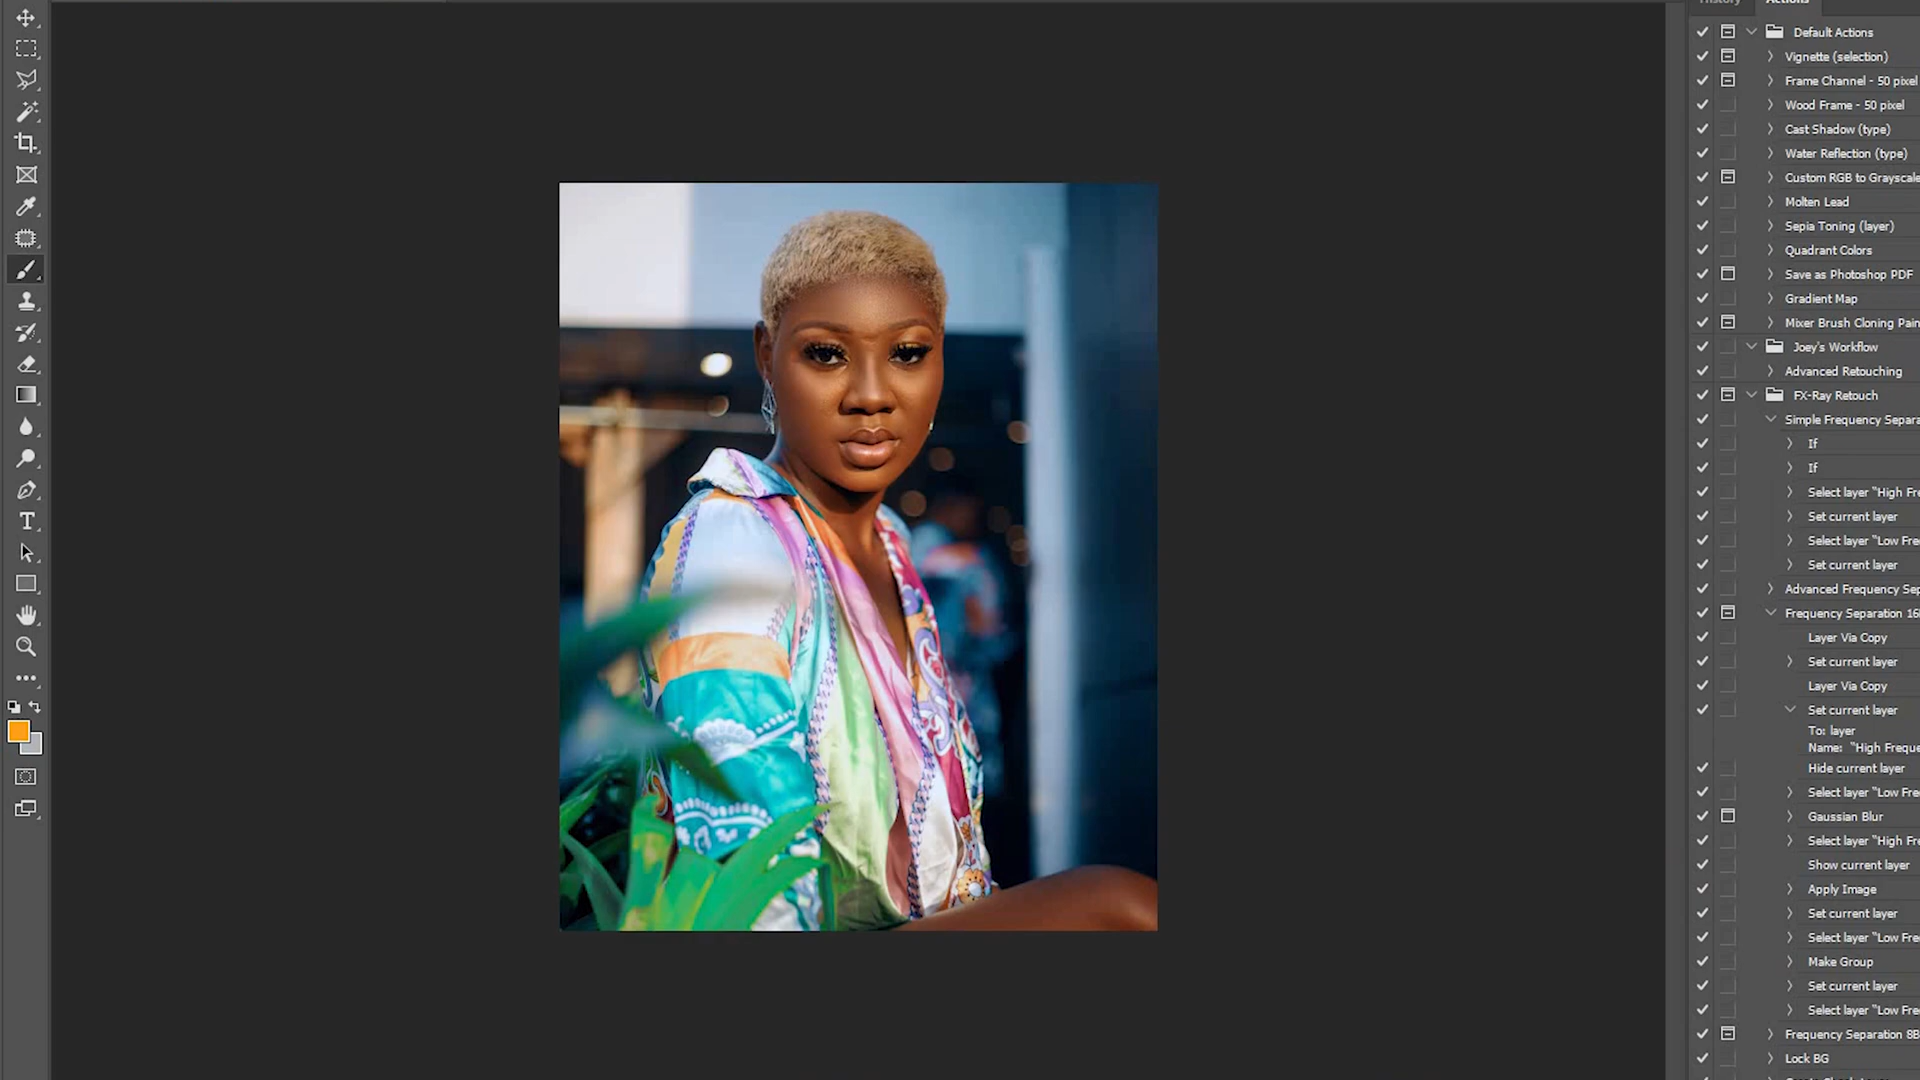 History
Actions
Default Actions
Vignette (selection)
Frame Channel - 50 pixel
Wood Frame - 50 pixel
Cast Shadow (type)
Water Reflection (type)
Custom RGB to Grayscale
Molten Lead
Sepia Toning (layer)
Quadrant Colors
Save as Photoshop PDF
Gradient Map
Mixer Brush Cloning Pain
Joey's Workflow
Advanced Retouching
FX-Ray Retouch
Simple Frequency Separa
If
If
Select layer "High Fre
Set current layer
Select layer "Low Fre
Set current layer
Advanced Frequency Sep
Frequency Separation 16
Layer Via Copy
Set current layer
Layer Via Copy
Set current layer
To: layer
Name: "High Freque
Hide current layer
Select layer "Low Fre
Gaussian Blur
Select layer "High Fre
Show current layer
Apply Image
Set current layer
Select layer "Low Fre
Make Group
Set current layer
Select layer "Low Fre
Frequency Separation 8B
Lock BG